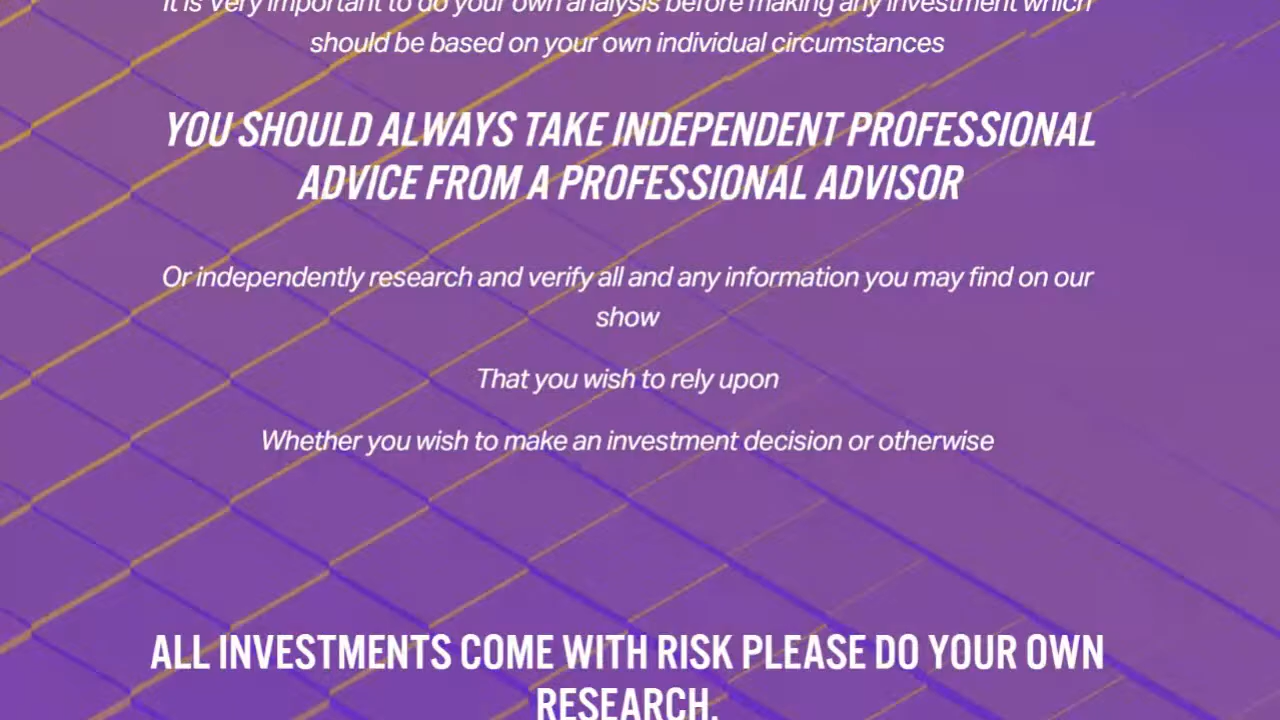 It is very important to do your own analysis before making any investment which
should be based on your own individual circumstances
YOU SHOULD ALWAYS TAKE INDEPENDENT PROFESSIONAL
ADVICE FROM A PROFESSIONAL ADVISOR
Or independently research and verify all and any information you may find on our
show
That you wish to rely upon
Whether you wish to make an investment decision or otherwise
ALL INVESTMENTS COME WITH RISK PLEASE DO YOUR OWN
RESEARCH.